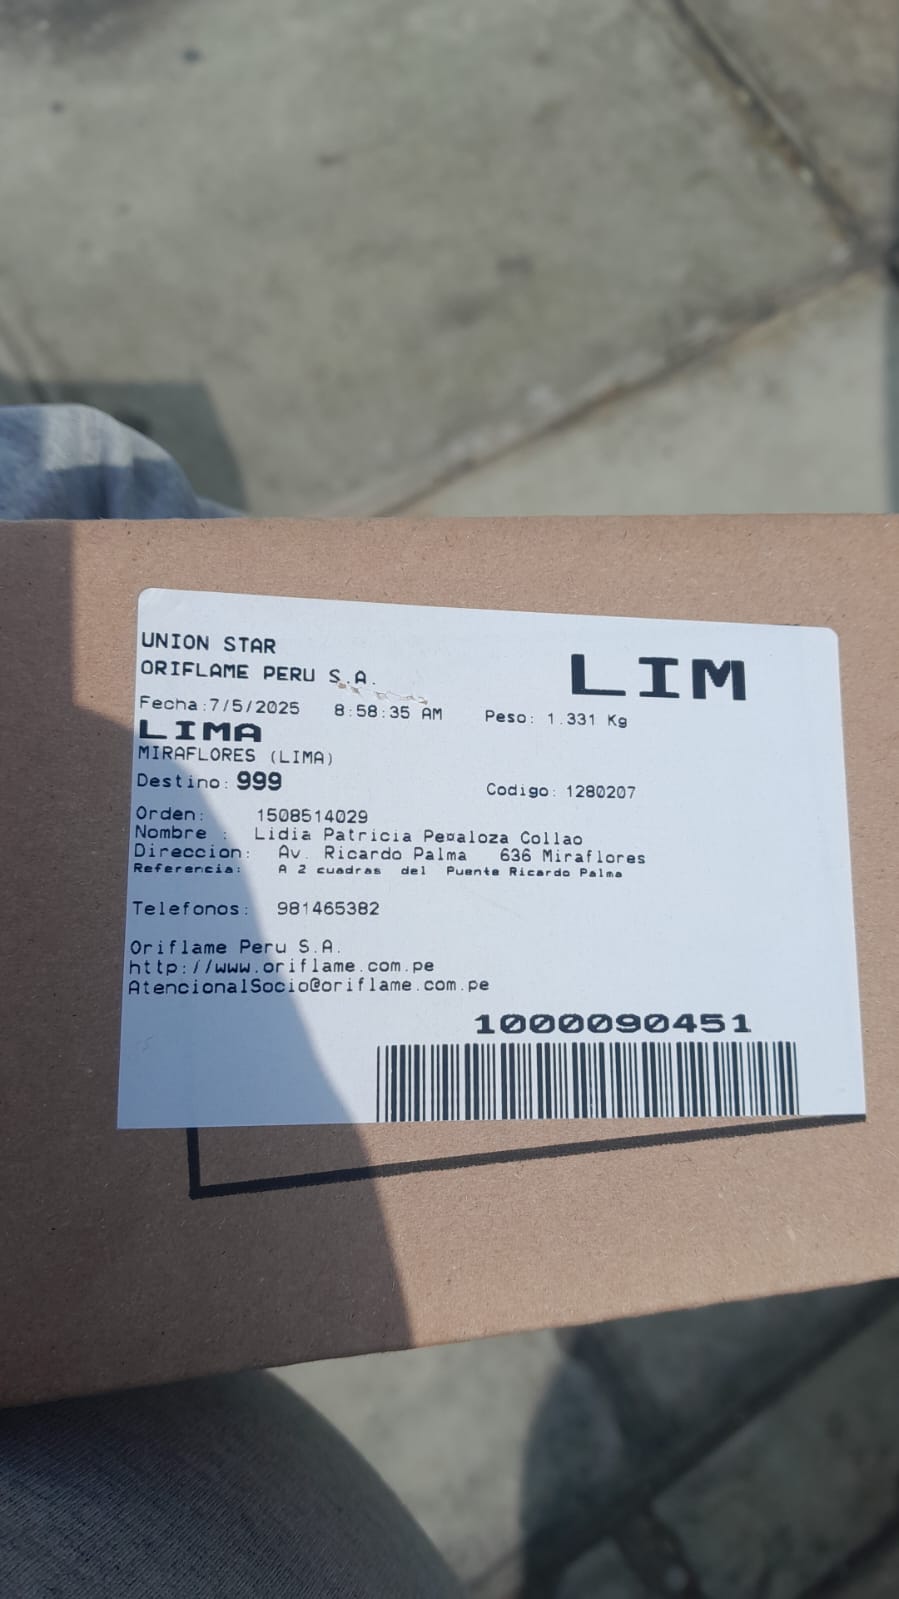 UNION STAR
ORIFLAME PERU S.A.
LIM
Fecha:7/5/2025 8:58:35 AM Peso: 1.331 Kg
LIMA
MIRAFLORES (LIMA)
Destino: 999 Codigo: 1280207
Orden: 1508514029
Nombre : Lidia Patricia Pe¤aloza Collao
Direccion: Av. Ricardo Palma 636 Miraflores
Referencia: A 2 cuadras del Puente Ricardo Palma
Telefonos: 981465382
Oriflame Peru S.A.
http://www.oriflame.com.pe
AtencionalSocio@oriflame.com.pe
1000090451